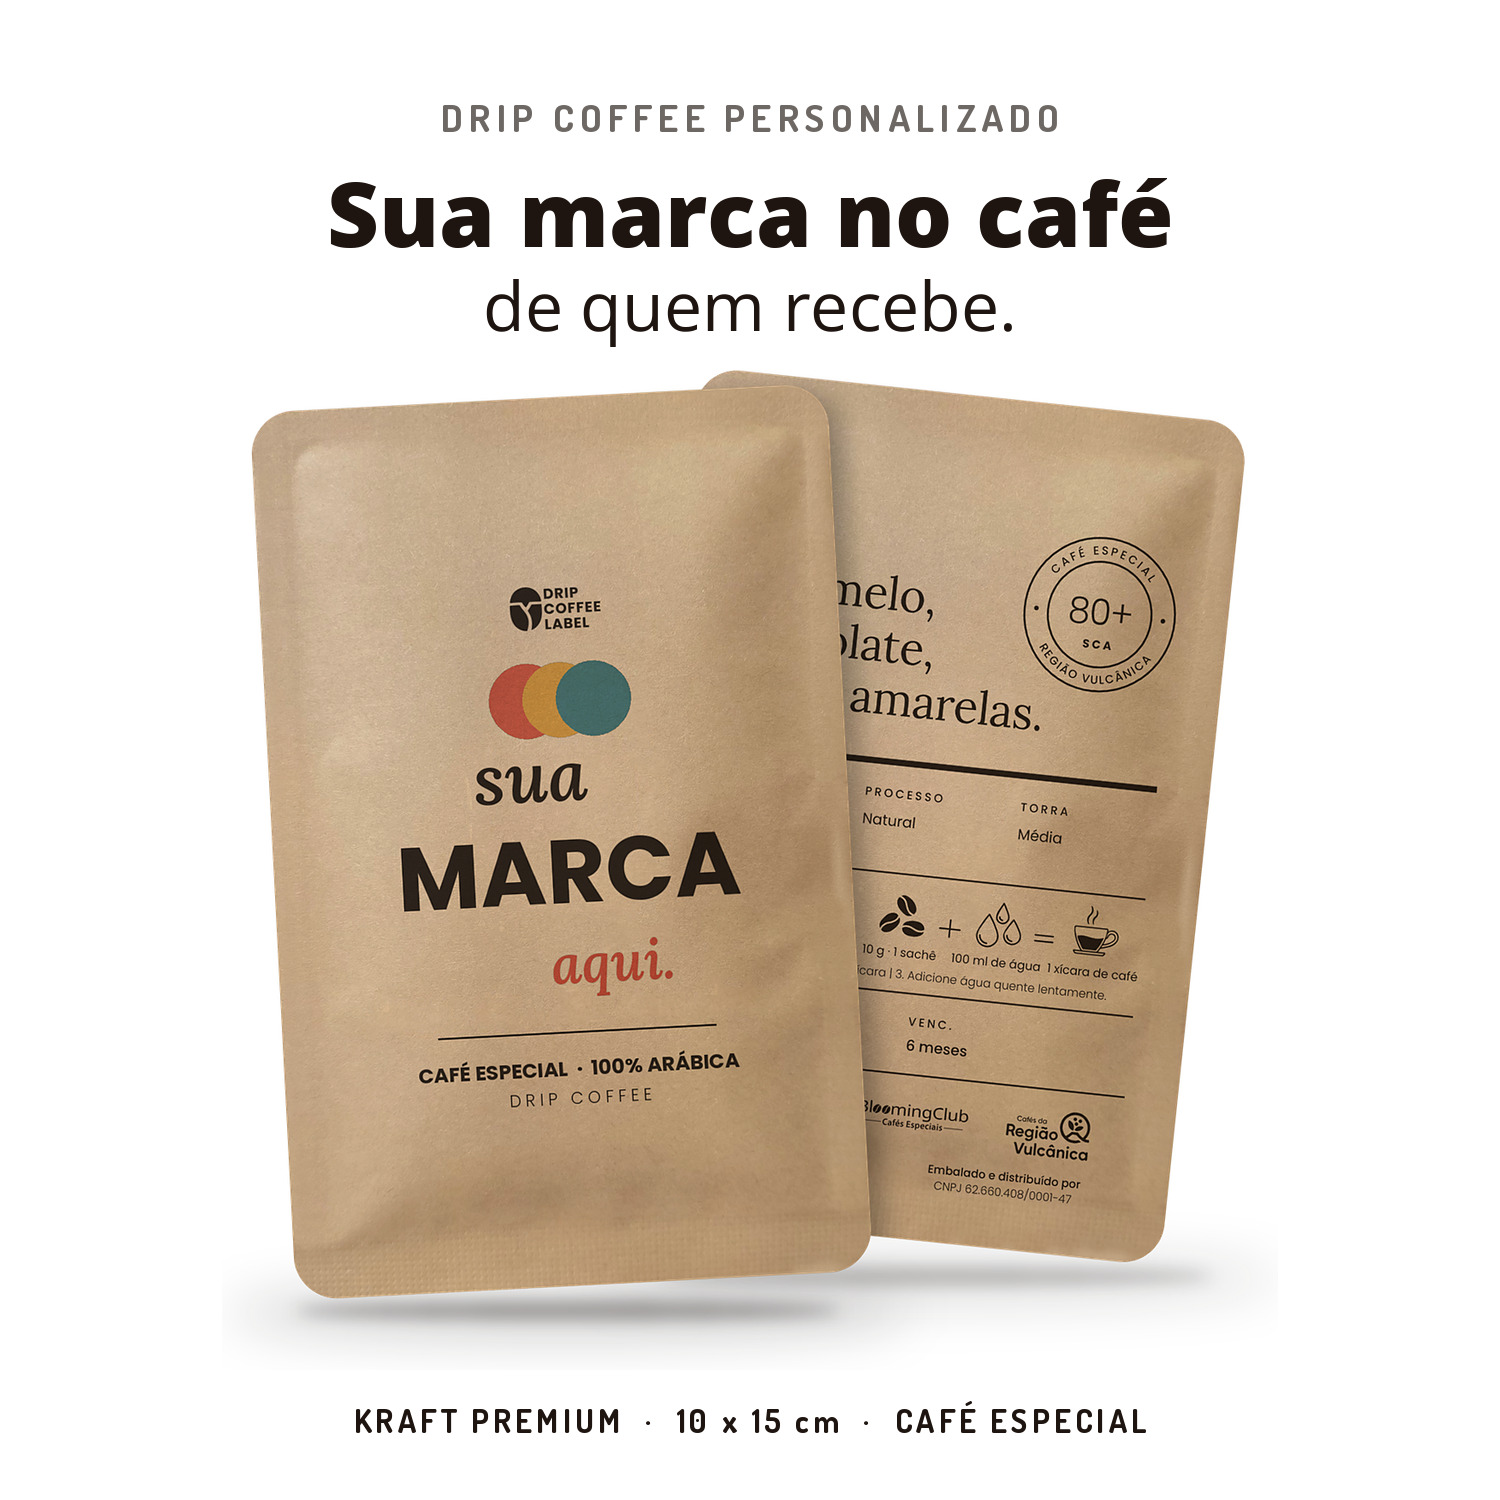 DRIP COFFEE PERSONALIZADO
Sua marca no café
de quem recebe.
DRIP
COFFEE
LABEL
sua
MARCA
aqui.
CAFÉ ESPECIAL · 100% ARÁBICA
DRIP COFFEE
CAFÉ ESPECIAL
80+
SCA
REGIÃO VULCÂNICA
amarelas.
PROCESSO TORRA
Natural Média
10 g · 1 sachê + 100 ml de água = 1 xícara de café
| 3. Adicione água quente lentamente.
VENC.
6 meses
BloomingClub
Cafés Especiais
Cafés da
Região
Vulcânica
Embalado e distribuído por
CNPJ 62.660.408/0001-47
KRAFT PREMIUM · 10 x 15 cm · CAFÉ ESPECIAL